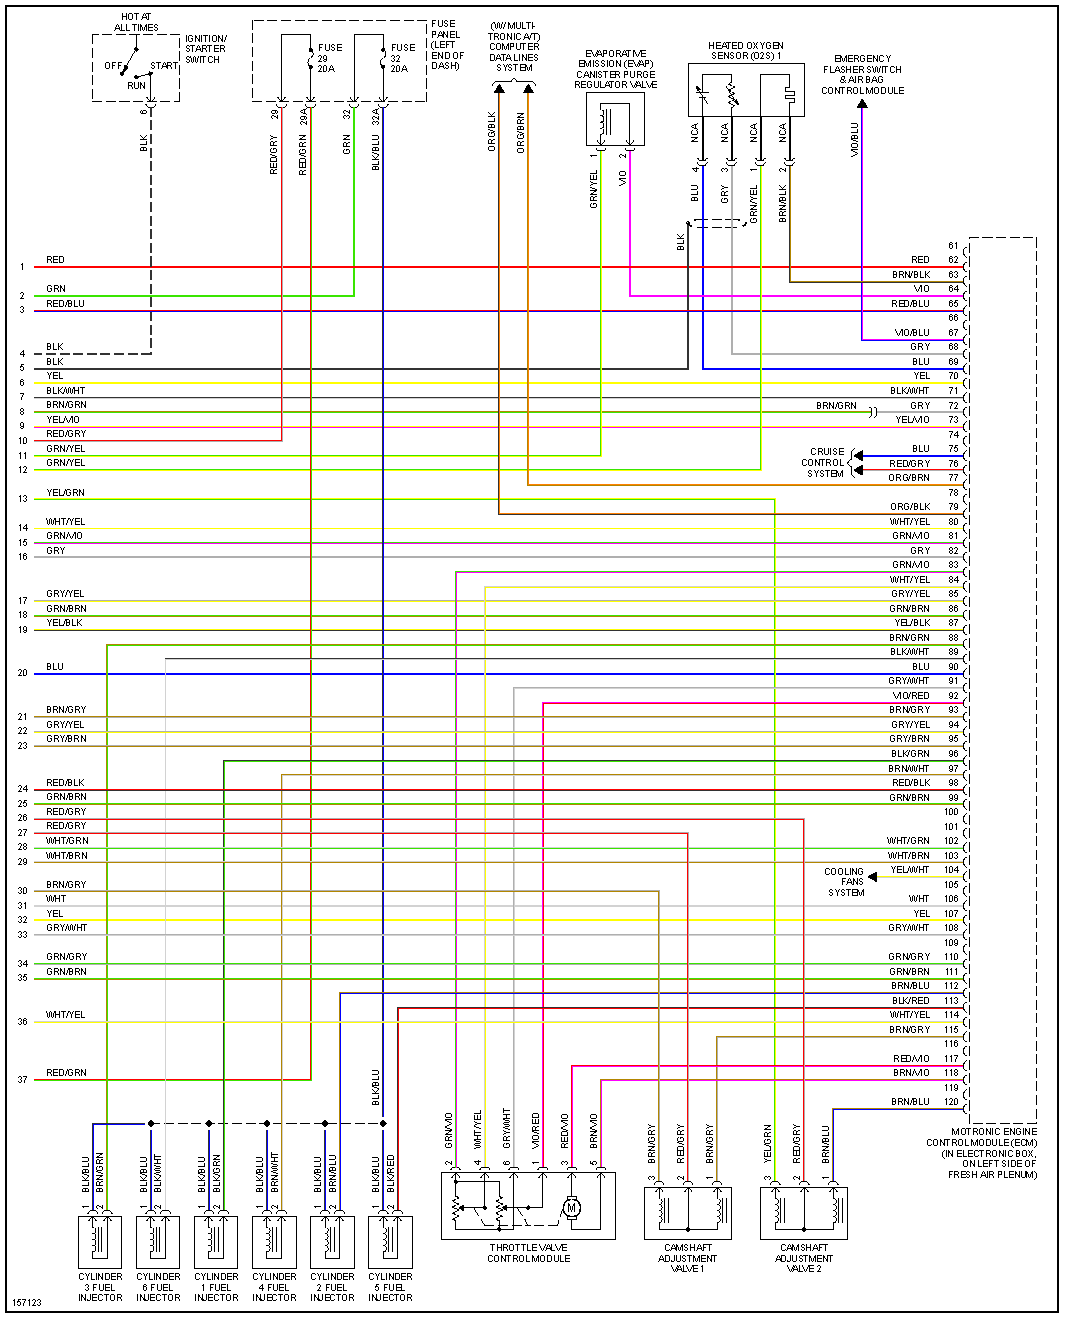 HOT AT
ALL TIMES
IGNITION/
STARTER
SWITCH
OFF
START
RUN
6
BLK
FUSE
29
20A
FUSE
32
20A
FUSE
PANEL
(LEFT
END OF
DASH)
29
29A
32
32A
RED/GRY
RED/GRN
GRN
BLK/BLU
(W/ MULTI-
TRONIC A/T)
COMPUTER
DATA LINES
SYSTEM
ORG/BLK
ORG/BRN
EVAPORATIVE
EMISSION (EVAP)
CANISTER PURGE
REGULATOR VALVE
1
2
GRN/YEL
VIO
HEATED OXYGEN
SENSOR (O2S) 1
NCA
NCA
NCA
NCA
4
3
1
2
BLU
GRY
GRN/YEL
BRN/BLK
BLK
EMERGENCY
FLASHER SWITCH
& AIR BAG
CONTROL MODULE
VIO/BLU
1 RED
2 GRN
3 RED/BLU
4 BLK
5 BLK
6 YEL
7 BLK/WHT
8 BRN/GRN
9 YEL/VIO
10 RED/GRY
11 GRN/YEL
12 GRN/YEL
13 YEL/GRN
14 WHT/YEL
15 GRN/VIO
16 GRY
17 GRY/YEL
18 GRN/BRN
19 YEL/BLK
20 BLU
21 BRN/GRY
22 GRY/YEL
23 GRY/BRN
24 RED/BLK
25 GRN/BRN
26 RED/GRY
27 RED/GRY
28 WHT/GRN
29 WHT/BRN
30 BRN/GRY
31 WHT
32 YEL
33 GRY/WHT
34 GRN/GRY
35 GRN/BRN
36 WHT/YEL
37 RED/GRN
61
RED 62
BRN/BLK 63
VIO 64
RED/BLU 65
66
VIO/BLU 67
GRY 68
BLU 69
YEL 70
BLK/WHT 71
BRN/GRN GRY 72
YEL/VIO 73
74
CRUISE
CONTROL
SYSTEM
BLU 75
RED/GRY 76
ORG/BRN 77
78
ORG/BLK 79
WHT/YEL 80
GRN/VIO 81
GRY 82
GRN/VIO 83
WHT/YEL 84
GRY/YEL 85
GRN/BRN 86
YEL/BLK 87
BRN/GRN 88
BLK/WHT 89
BLU 90
GRY/WHT 91
VIO/RED 92
BRN/GRY 93
GRY/YEL 94
GRY/BRN 95
BLK/GRN 96
BRN/WHT 97
RED/BLK 98
GRN/BRN 99
100
101
WHT/GRN 102
WHT/BRN 103
COOLING
FANS
SYSTEM
YEL/WHT 104
105
WHT 106
YEL 107
GRY/WHT 108
109
GRN/GRY 110
GRN/BRN 111
BRN/BLU 112
BLK/RED 113
WHT/YEL 114
BRN/GRY 115
116
RED/VIO 117
BRN/VIO 118
119
BRN/BLU 120
MOTRONIC ENGINE
CONTROL MODULE (ECM)
(IN ELECTRONIC BOX,
ON LEFT SIDE OF
FRESH AIR PLENUM)
BLK/BLU
BLK/BLU
BRN/GRN
1
2
CYLINDER
3 FUEL
INJECTOR
BLK/BLU
BLK/WHT
1
2
CYLINDER
6 FUEL
INJECTOR
BLK/BLU
BLK/GRN
1
2
CYLINDER
1 FUEL
INJECTOR
BLK/BLU
BRN/WHT
1
2
CYLINDER
4 FUEL
INJECTOR
BLK/BLU
BRN/BLU
1
2
CYLINDER
2 FUEL
INJECTOR
BLK/BLU
BLK/RED
1
2
CYLINDER
5 FUEL
INJECTOR
GRN/VIO
WHT/YEL
GRY/WHT
VIO/RED
RED/VIO
BRN/VIO
2
4
6
1
3
5
M
THROTTLE VALVE
CONTROL MODULE
BRN/GRY
RED/GRY
BRN/GRY
3
2
1
CAMSHAFT
ADJUSTMENT
VALVE 1
YEL/GRN
RED/GRY
BRN/BLU
3
2
1
CAMSHAFT
ADJUSTMENT
VALVE 2
157123